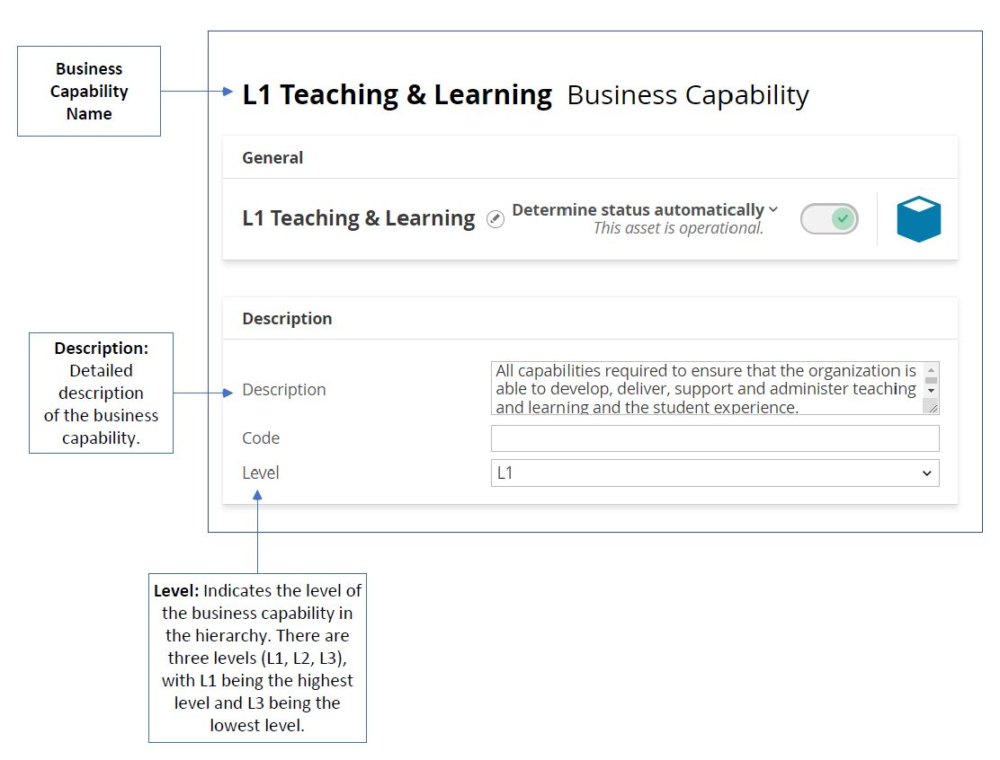 Business
Capability
Name
L1 Teaching & Learning Business Capability
General
L1 Teaching & Learning
Determine status automatically
This asset is operational.
Description
Description:
Detailed
description
of the business
capability.
Description
All capabilities required to ensure that the organization is
able to develop, deliver, support and administer teaching
and learning and the student experience.
Code
Level
L1
Level: Indicates the level of
the business capability in
the hierarchy. There are
three levels (L1, L2, L3),
with L1 being the highest
level and L3 being the
lowest level.